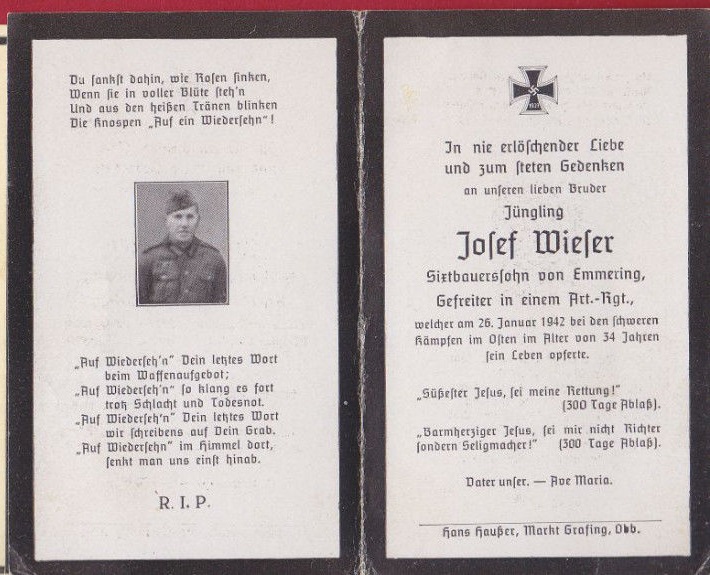 Du sankst dahin, wie Rosen sinken,
Wenn sie in voller Blüte steh'n
Und aus den heißen Tränen blinken
Die Knospen „Auf ein Wiedersehn"!
„Auf Wiederseh'n" Dein letztes Wort
beim Waffenaufgebot;
„Auf Wiederseh'n" so klang es fort
trotz Schlacht und Todesnot.
„Auf Wiederseh'n" Dein letztes Wort
wir schreibens auf Dein Grab.
„Auf Wiedersehn" im Himmel dort,
senkt man uns einst hinab.
R. I. P.
1939
In nie erlöschender Liebe
und zum steten Gedenken
an unseren lieben Bruder
Jüngling
Josef Wieser
Sixtbauerssohn von Emmering,
Gefreiter in einem Art.-Rgt.,
welcher am 26. Januar 1942 bei den schweren
Kämpfen im Osten im Alter von 34 Jahren
sein Leben opferte.
„Süßester Jesus, sei meine Rettung!"
(300 Tage Ablaß).
„Barmherziger Jesus, sei mir nicht Richter
sondern Seligmacher!" (300 Tage Ablaß).
Vater unser. — Ave Maria.
Hans Haußer, Markt Grafing, Obb.